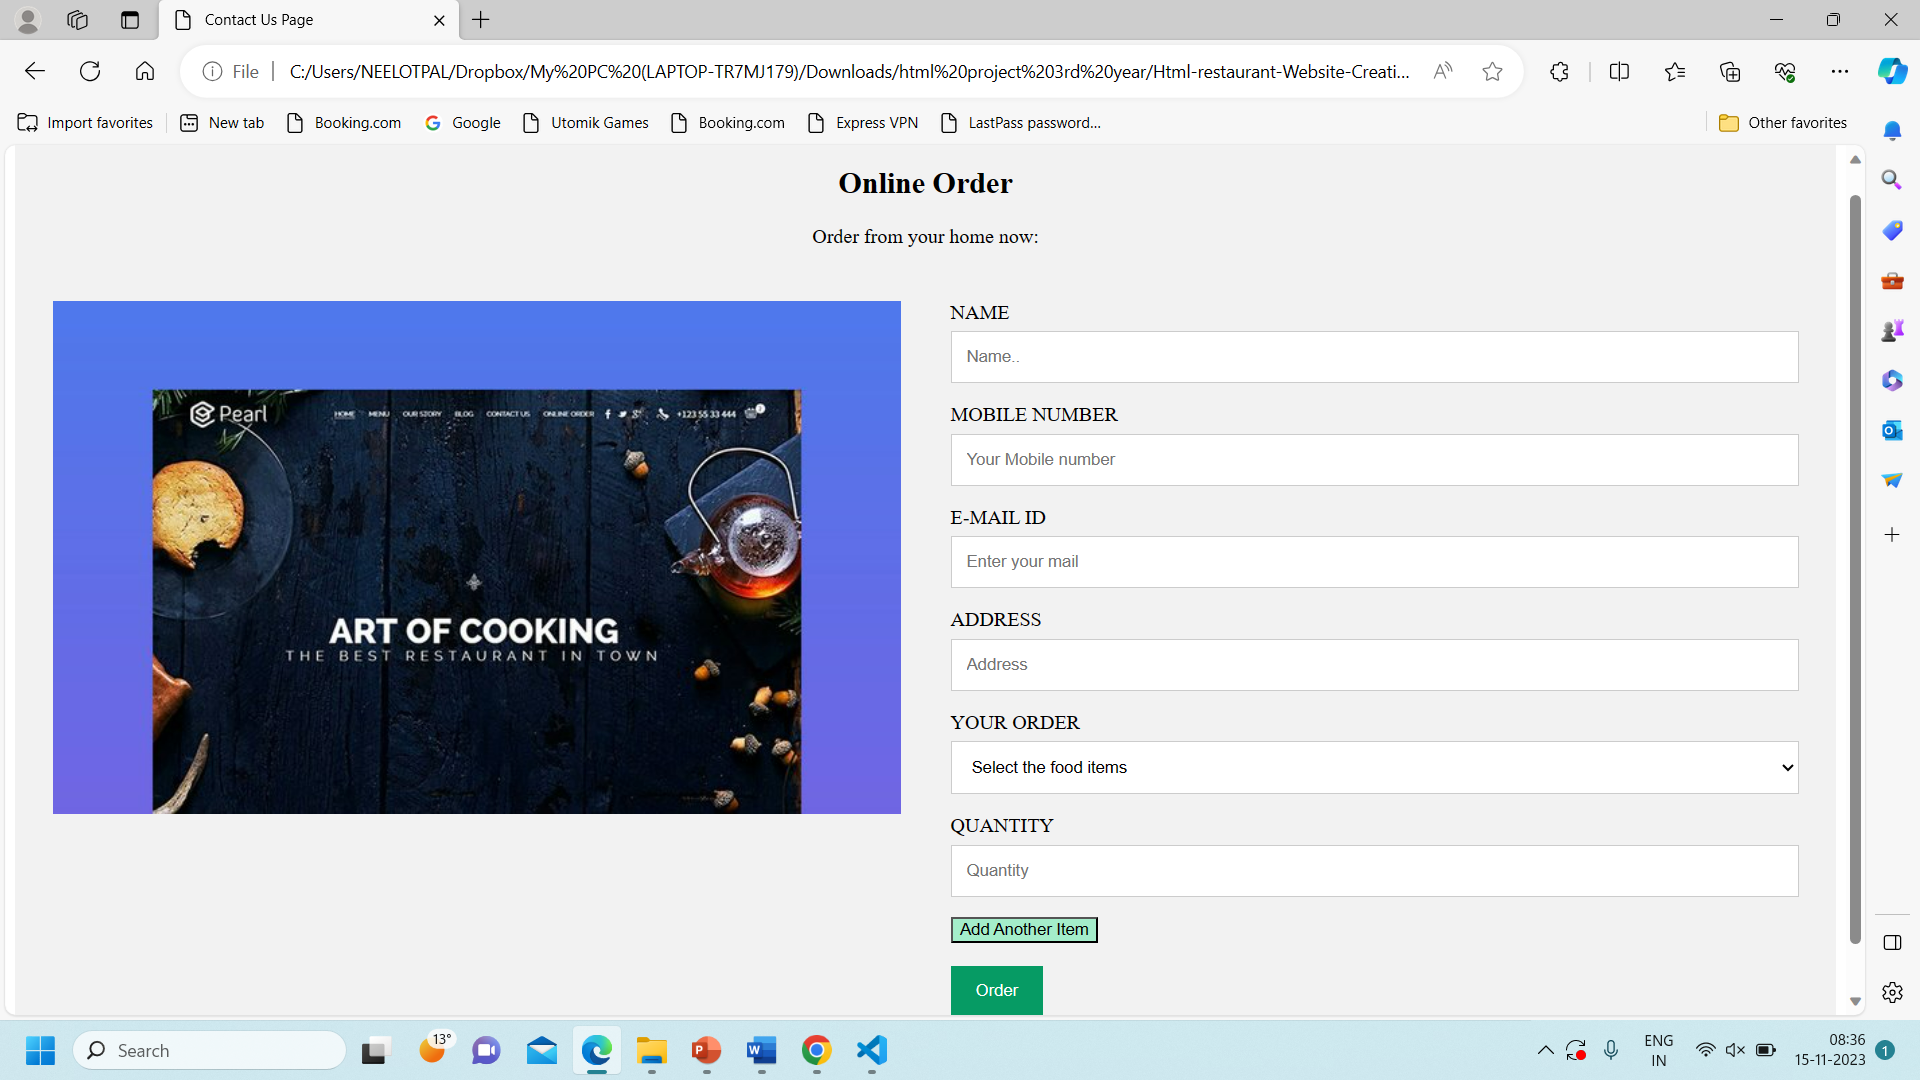 Contact Us Page
File
C:/Users/NEELOTPAL/Dropbox/My%20PC%20(LAPTOP-TR7MJ179)/Downloads/html%20project%203rd%20year/Html-restaurant-Website-Creati...
Import favorites
New tab
Booking.com
Google
Utomik Games
Booking.com
Express VPN
LastPass password...
Other favorites
Online Order
Order from your home now:
Pearl
HOME MENU OUR STORY BLOG CONTACT US ONLINE ORDER
+123 55 33 444
ART OF COOKING
THE BEST RESTAURANT IN TOWN
NAME
Name..
MOBILE NUMBER
Your Mobile number
E-MAIL ID
Enter your mail
ADDRESS
Address
YOUR ORDER
Select the food items
QUANTITY
Quantity
Add Another Item
Order
Search
13°
ENG
IN
08:36
15-11-2023
1